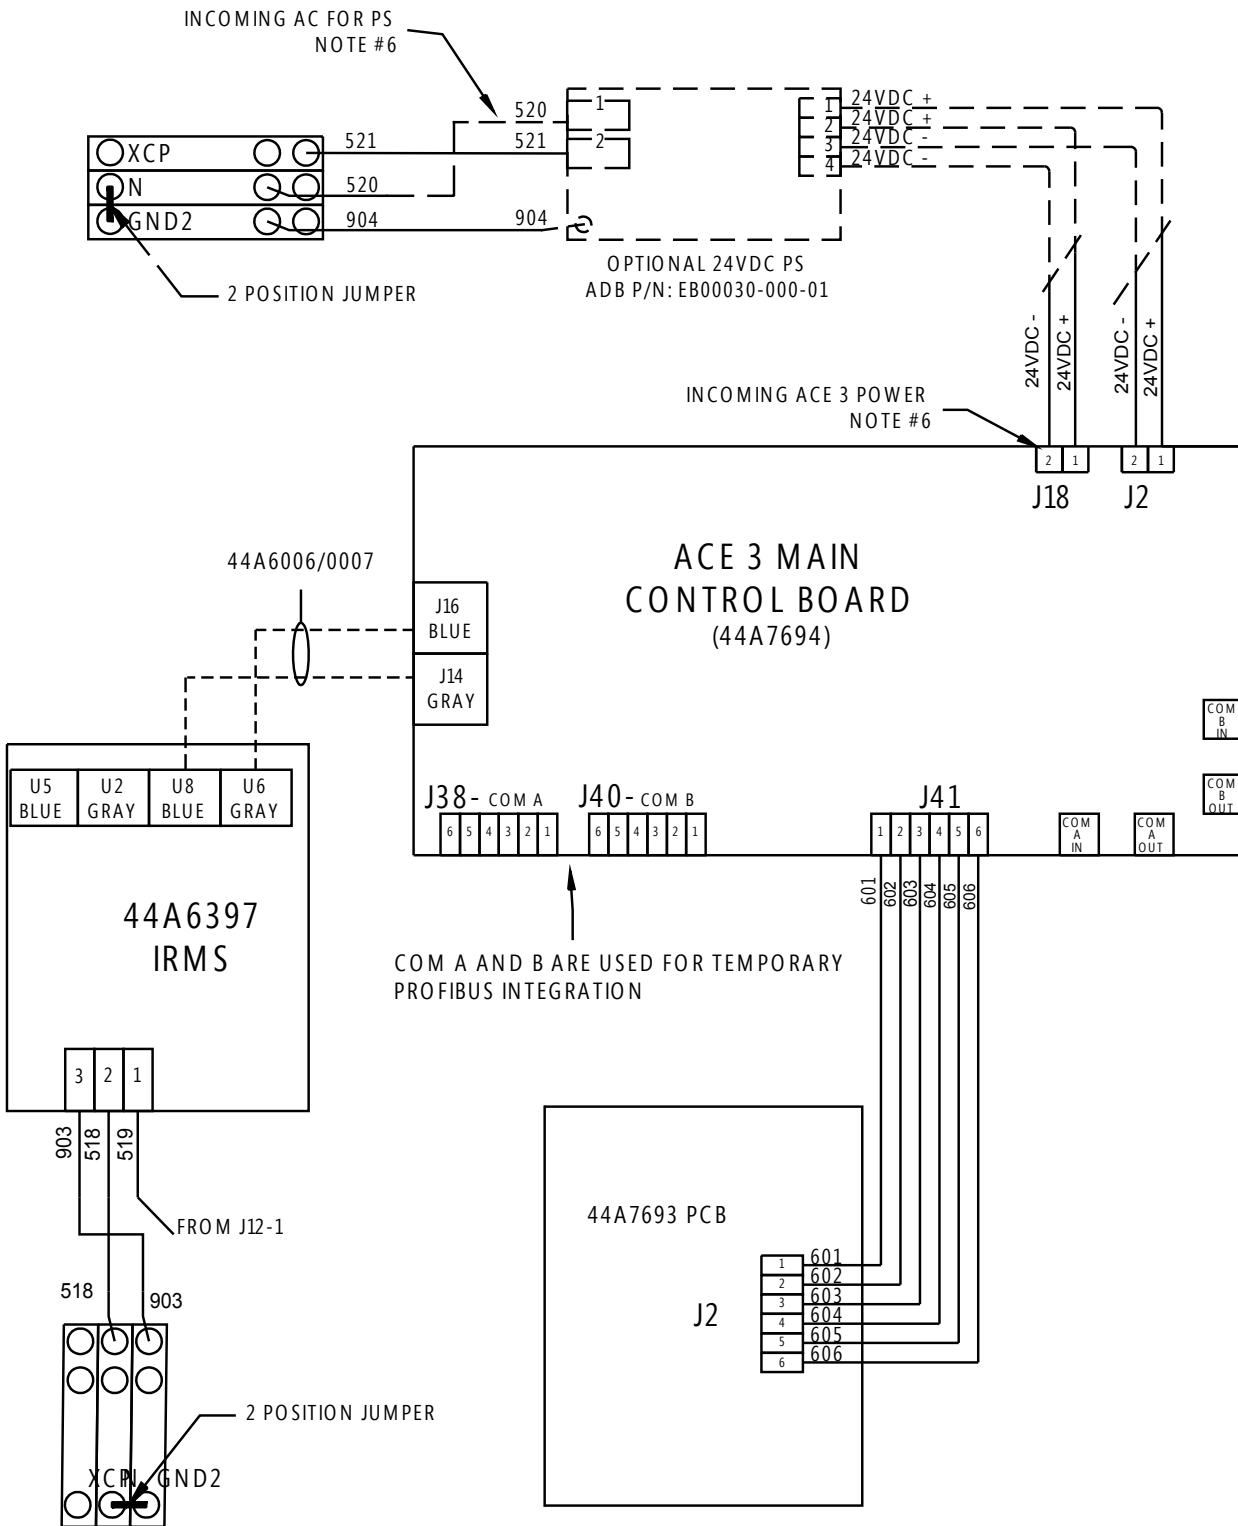 INCOMING AC FOR PS
NOTE #6
XCP
N
GND2
521
520
904
520
521
904
1
2
1
2
3
4
24VDC +
24VDC +
24VDC -
24VDC -
2 POSITION JUMPER
OPTIONAL 24VDC PS
ADB P/N: EB00030-000-01
24VDC -
24VDC +
24VDC -
24VDC +
INCOMING ACE 3 POWER
NOTE #6
2 1
2 1
J18
J2
ACE 3 MAIN
CONTROL BOARD
(44A7694)
44A6006/0007
J16
BLUE
J14
GRAY
COM
B
IN
COM
B
OUT
U5
BLUE
U2
GRAY
U8
BLUE
U6
GRAY
J38- COM A
6 5 4 3 2 1
J40- COM B
6 5 4 3 2 1
J41
1 2 3 4 5 6
COM
A
IN
COM
A
OUT
601
602
603
604
605
606
44A6397
IRMS
COM A AND B ARE USED FOR TEMPORARY
PROFIBUS INTEGRATION
3 2 1
903
518
519
FROM J12-1
518
903
44A7693 PCB
J2
1
2
3
4
5
6
601
602
603
604
605
606
2 POSITION JUMPER
XCP
N
GND2